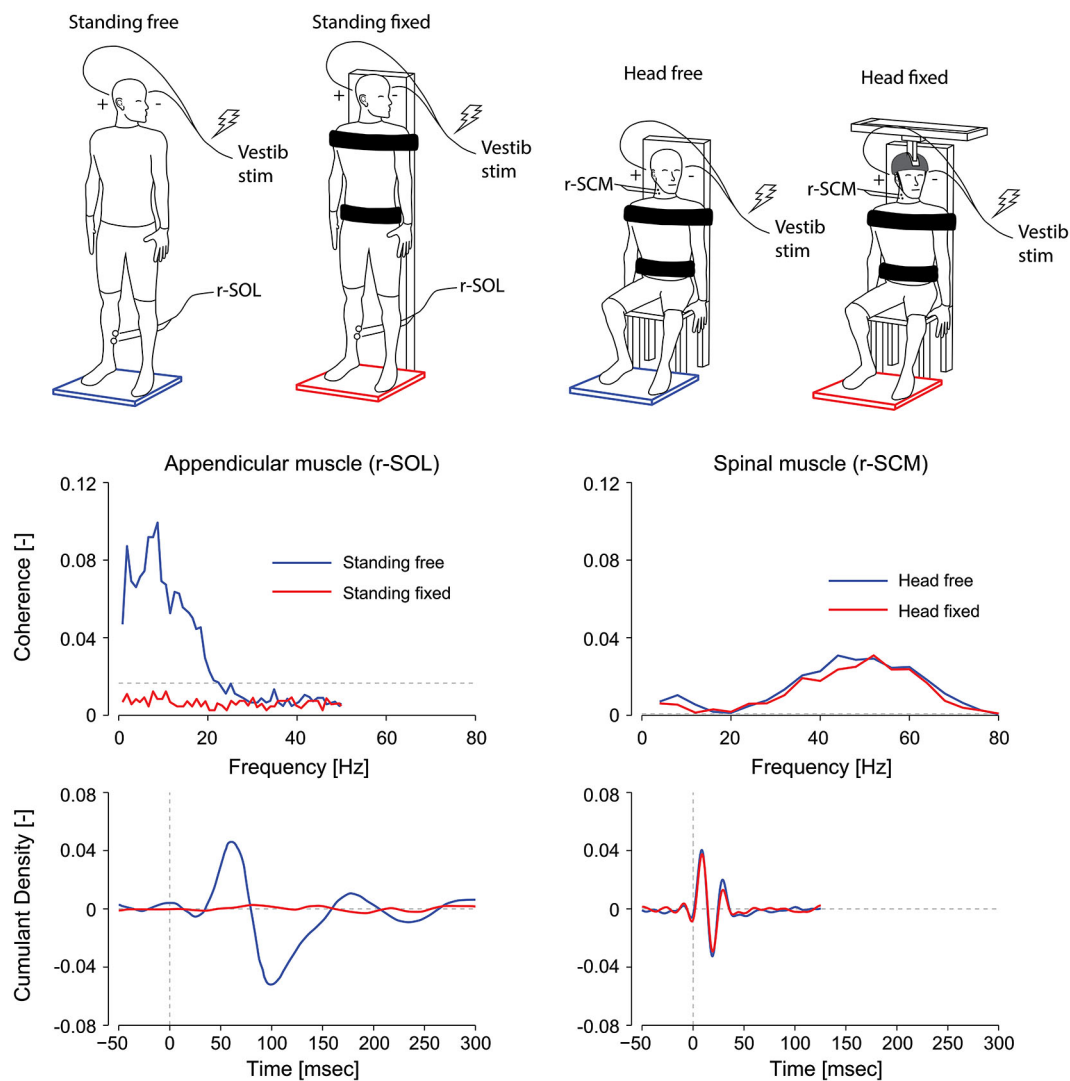 Standing free
Standing fixed
Head free
Head fixed
+
-
Vestib
stim
r-SOL
+
-
Vestib
stim
r-SOL
r-SCM
+
-
Vestib
stim
r-SCM
+
-
Vestib
stim
Appendicular muscle (r-SOL)
Coherence [-]
0.12
0.08
0.04
0
Standing free
Standing fixed
0 20 40 60 80
Frequency [Hz]
Spinal muscle (r-SCM)
0.12
0.08
0.04
0
Head free
Head fixed
0 20 40 60 80
Frequency [Hz]
Cumulant Density [-]
0.08
0.04
0
-0.04
-0.08
−50 0 50 100 150 200 250 300
Time [msec]
0.08
0.04
0
-0.04
-0.08
−50 0 50 100 150 200 250 300
Time [msec]